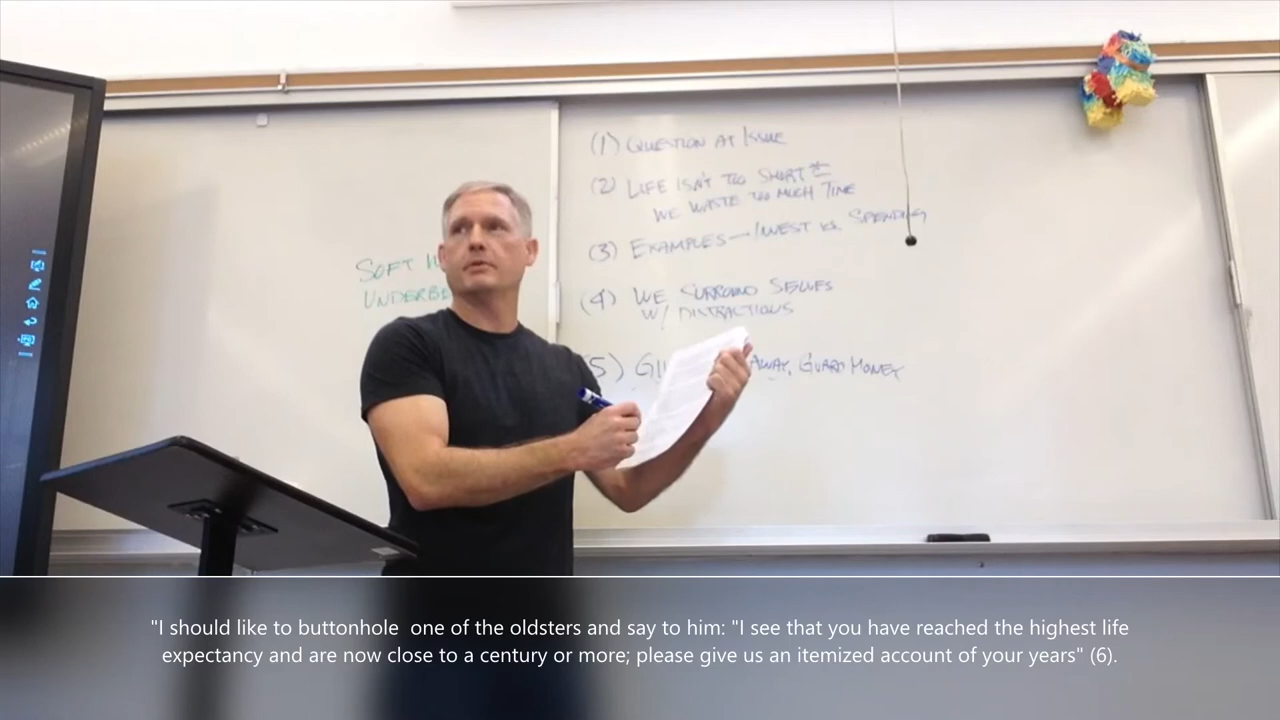 (1) QUESTION AT ISSUE
(2) LIFE ISN'T TOO SHORT
WE WASTE TOO MUCH TIME
(3) EXAMPLES — INVEST VS. SPENDING
SOFT
UNDERBE
(4) WE SURROUND SELVES
W/ DISTRACTIONS
(5) AWAY, GUARD MONEY
"I should like to buttonhole one of the oldsters and say to him: "I see that you have reached the highest life
expectancy and are now close to a century or more; please give us an itemized account of your years" (6).